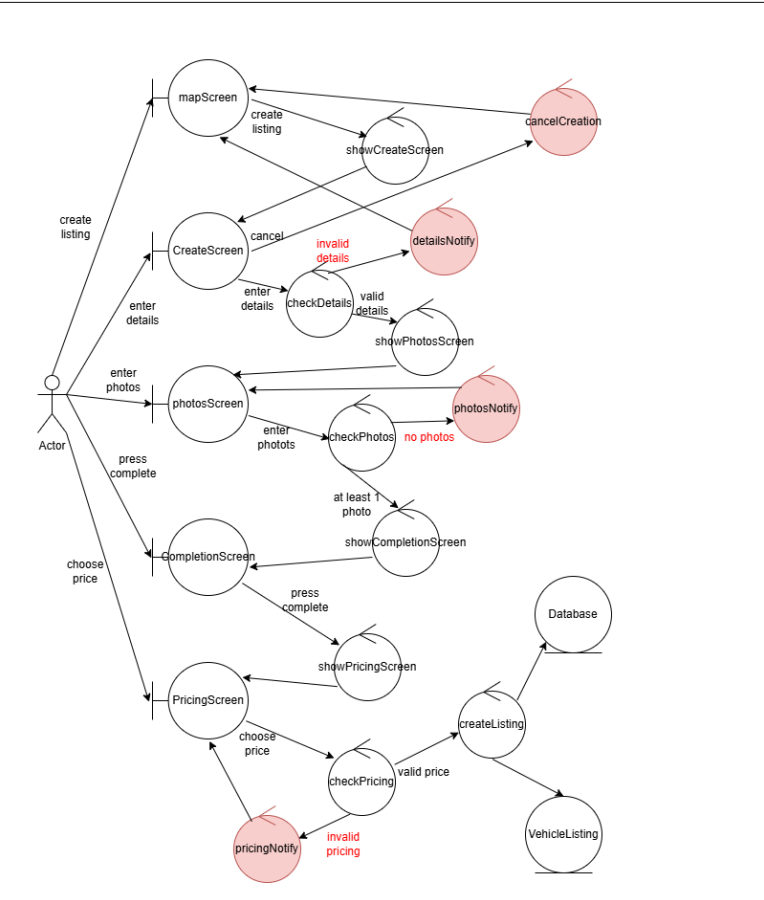 mapScreen
create
listing
cancelCreation
showCreateScreen
create
listing
CreateScreen
cancel
invalid
details
detailsNotify
enter
details
enter
details
checkDetails
valid
details
showPhotosScreen
enter
photos
photosScreen
photosNotify
Actor
enter
photots
checkPhotos
no photos
press
complete
at least 1
photo
showCompletionScreen
CompletionScreen
choose
price
press
complete
Database
showPricingScreen
PricingScreen
choose
price
createListing
checkPricing
valid price
pricingNotify
invalid
pricing
VehicleListing